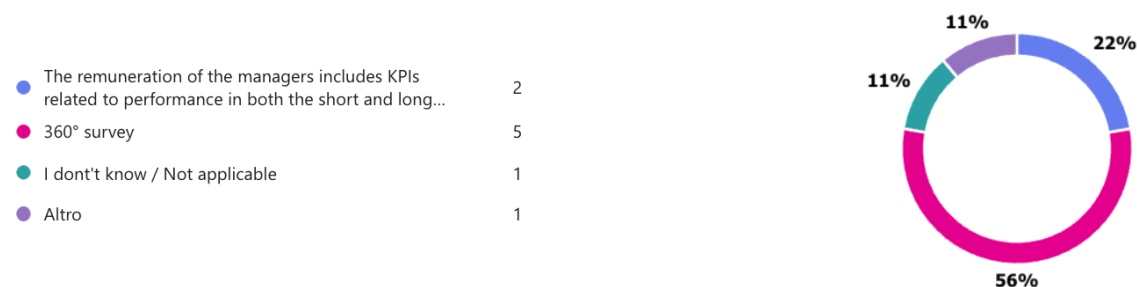 The remuneration of the managers includes KPIs
related to performance in both the short and long...
2
360° survey
5
I dont't know / Not applicable
1
Altro
1
11%
22%
11%
56%